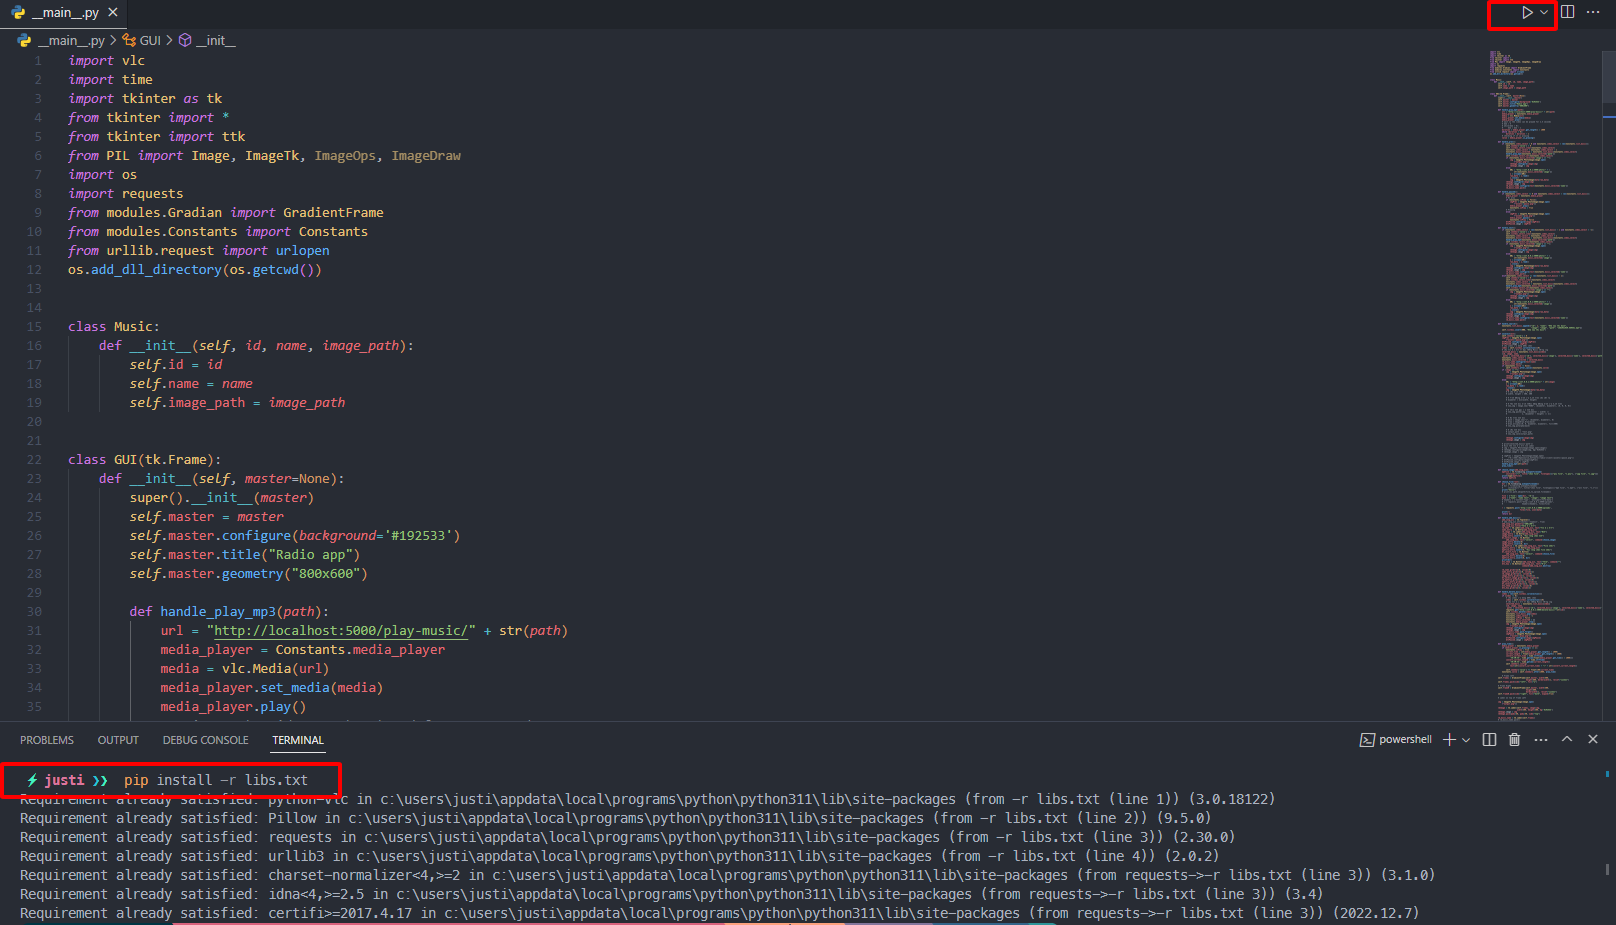 __main__.py
__main__.py > GUI > __init__
1 import vlc
2 import time
3 import tkinter as tk
4 from tkinter import *
5 from tkinter import ttk
6 from PIL import Image, ImageTk, ImageOps, ImageDraw
7 import os
8 import requests
9 from modules.Gradian import GradientFrame
10 from modules.Constants import Constants
11 from urllib.request import urlopen
12 os.add_dll_directory(os.getcwd())
13
14
15 class Music:
16 def __init__(self, id, name, image_path):
17 self.id = id
18 self.name = name
19 self.image_path = image_path
20
21
22 class GUI(tk.Frame):
23 def __init__(self, master=None):
24 super().__init__(master)
25 self.master = master
26 self.master.configure(background='#192533')
27 self.master.title("Radio app")
28 self.master.geometry("800x600")
29
30 def handle_play_mp3(path):
31 url = "http://localhost:5000/play-music/" + str(path)
32 media_player = Constants.media_player
33 media = vlc.Media(url)
34 media_player.set_media(media)
35 media_player.play()
PROBLEMS OUTPUT DEBUG CONSOLE TERMINAL powershell
justi ❯❯ pip install -r libs.txt
Requirement already satisfied: python-vlc in c:\users\justi\appdata\local\programs\python\python311\lib\site-packages (from -r libs.txt (line 1)) (3.0.18122)
Requirement already satisfied: Pillow in c:\users\justi\appdata\local\programs\python\python311\lib\site-packages (from -r libs.txt (line 2)) (9.5.0)
Requirement already satisfied: requests in c:\users\justi\appdata\local\programs\python\python311\lib\site-packages (from -r libs.txt (line 3)) (2.30.0)
Requirement already satisfied: urllib3 in c:\users\justi\appdata\local\programs\python\python311\lib\site-packages (from -r libs.txt (line 4)) (2.0.2)
Requirement already satisfied: charset-normalizer<4,>=2 in c:\users\justi\appdata\local\programs\python\python311\lib\site-packages (from requests->-r libs.txt (line 3)) (3.1.0)
Requirement already satisfied: idna<4,>=2.5 in c:\users\justi\appdata\local\programs\python\python311\lib\site-packages (from requests->-r libs.txt (line 3)) (3.4)
Requirement already satisfied: certifi>=2017.4.17 in c:\users\justi\appdata\local\programs\python\python311\lib\site-packages (from requests->-r libs.txt (line 3)) (2022.12.7)